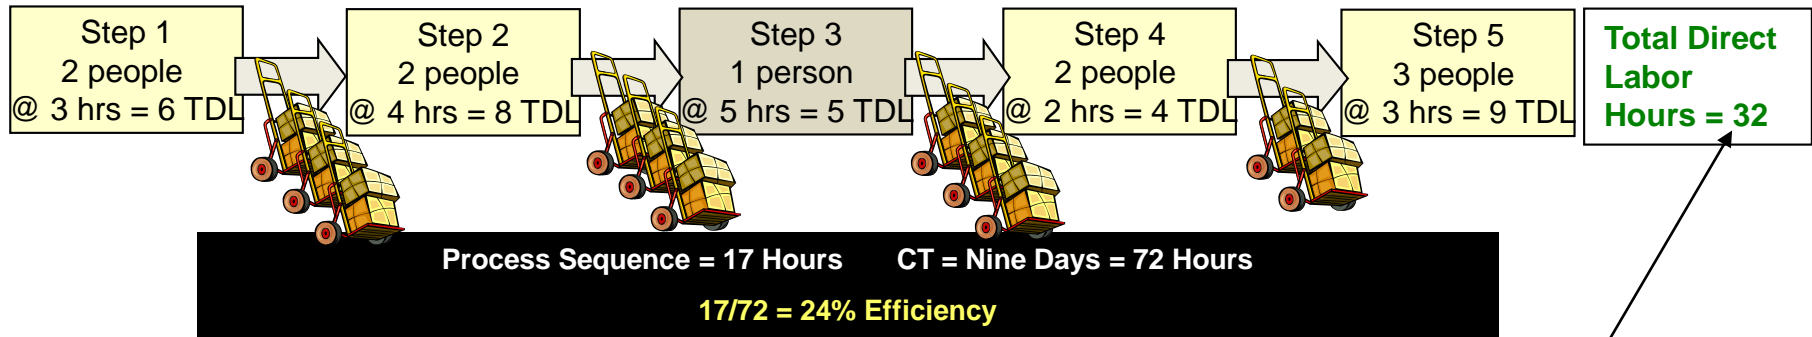 Step 1
2 people
@ 3 hrs = 6 TDL
Step 2
2 people
@ 4 hrs = 8 TDL
Step 3
1 person
@ 5 hrs = 5 TDL
Step 4
2 people
@ 2 hrs = 4 TDL
Step 5
3 people
@ 3 hrs = 9 TDL
Total Direct
Labor
Hours = 32
Process Sequence = 17 Hours CT = Nine Days = 72 Hours
17/72 = 24% Efficiency